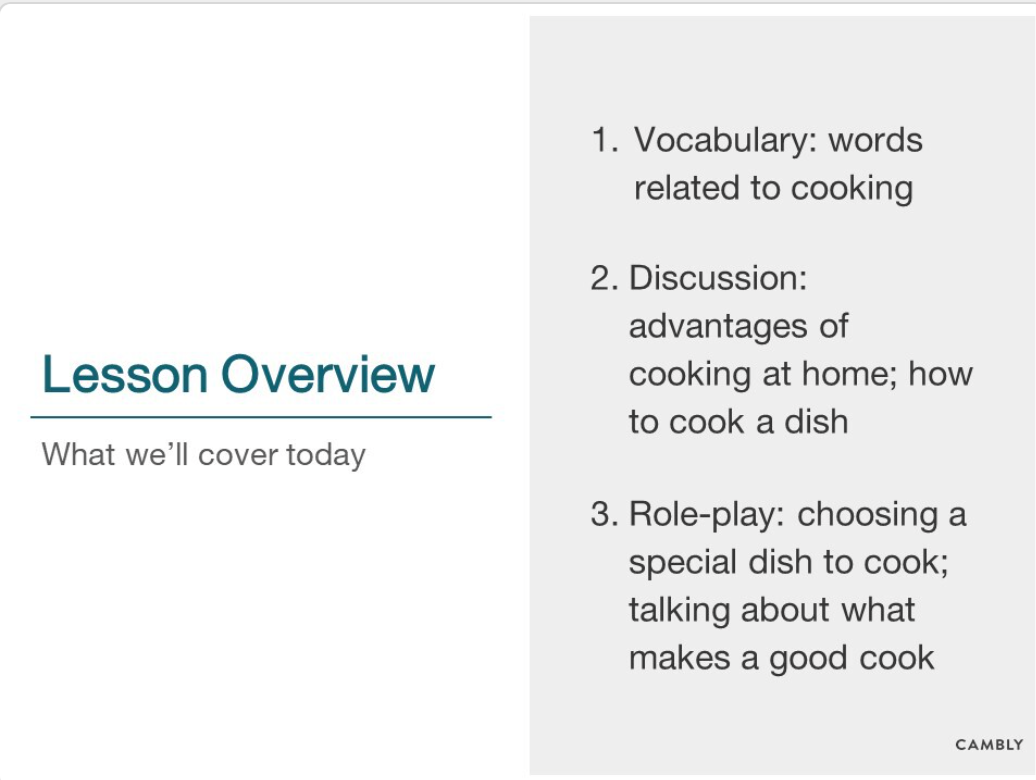 Lesson Overview
What we’ll cover today
1. Vocabulary: words
related to cooking
2. Discussion:
advantages of
cooking at home; how
to cook a dish
3. Role-play: choosing a
special dish to cook;
talking about what
makes a good cook
CAMBLY